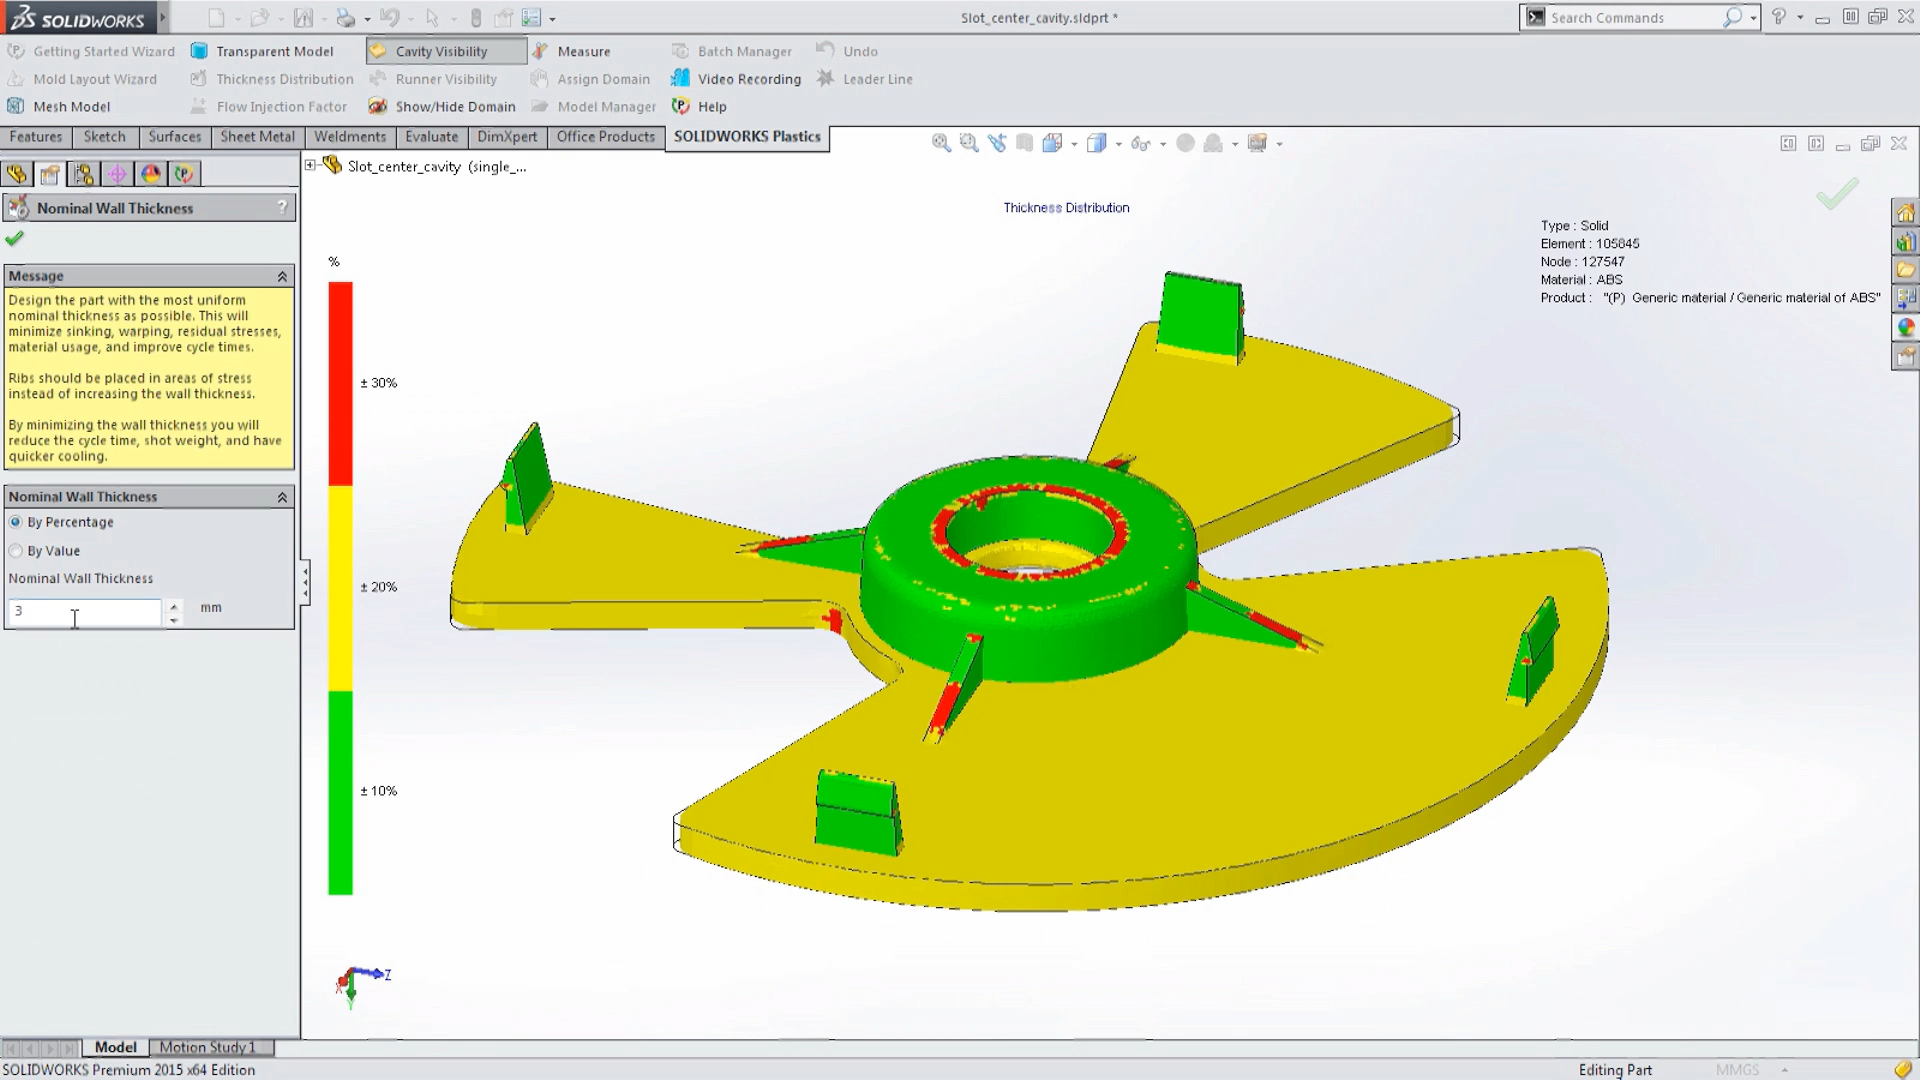 SOLIDWORKS
Slot_center_cavity.sldprt *
Search Commands
Getting Started Wizard
Transparent Model
Cavity Visibility
Measure
Batch Manager
Undo
Mold Layout Wizard
Thickness Distribution
Runner Visibility
Assign Domain
Video Recording
Leader Line
Mesh Model
Flow Injection Factor
Show/Hide Domain
Model Manager
Help
Features
Sketch
Surfaces
Sheet Metal
Weldments
Evaluate
DimXpert
Office Products
SOLIDWORKS Plastics
Slot_center_cavity (single_...
Nominal Wall Thickness
?
Message
Design the part with the most uniform
nominal thickness as possible. This will
minimize sinking, warping, residual stresses,
material usage, and improve cycle times.
Ribs should be placed in areas of stress
instead of increasing the wall thickness.
By minimizing the wall thickness you will
reduce the cycle time, shot weight, and have
quicker cooling.
Nominal Wall Thickness
By Percentage
By Value
Nominal Wall Thickness
3
mm
Thickness Distribution
%
± 30%
± 20%
± 10%
Type : Solid
Element : 105845
Node : 127547
Material : ABS
Product : "(P) Generic material / Generic material of ABS"
Z
X
Y
Model
Motion Study 1
SOLIDWORKS Premium 2015 x64 Edition
Editing Part
MMGS